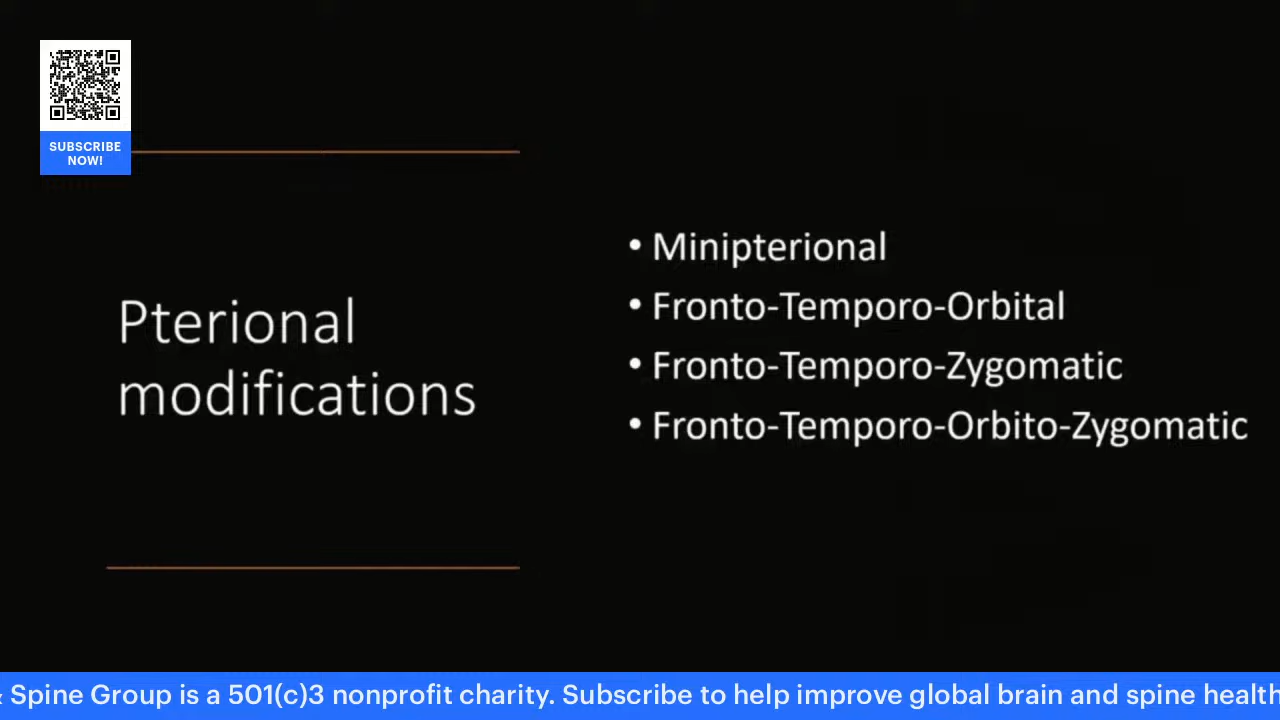 SUBSCRIBE
NOW!
Pterional
modifications
• Minipterional
• Fronto-Temporo-Orbital
• Fronto-Temporo-Zygomatic
• Fronto-Temporo-Orbito-Zygomatic
& Spine Group is a 501(c)3 nonprofit charity. Subscribe to help improve global brain and spine health